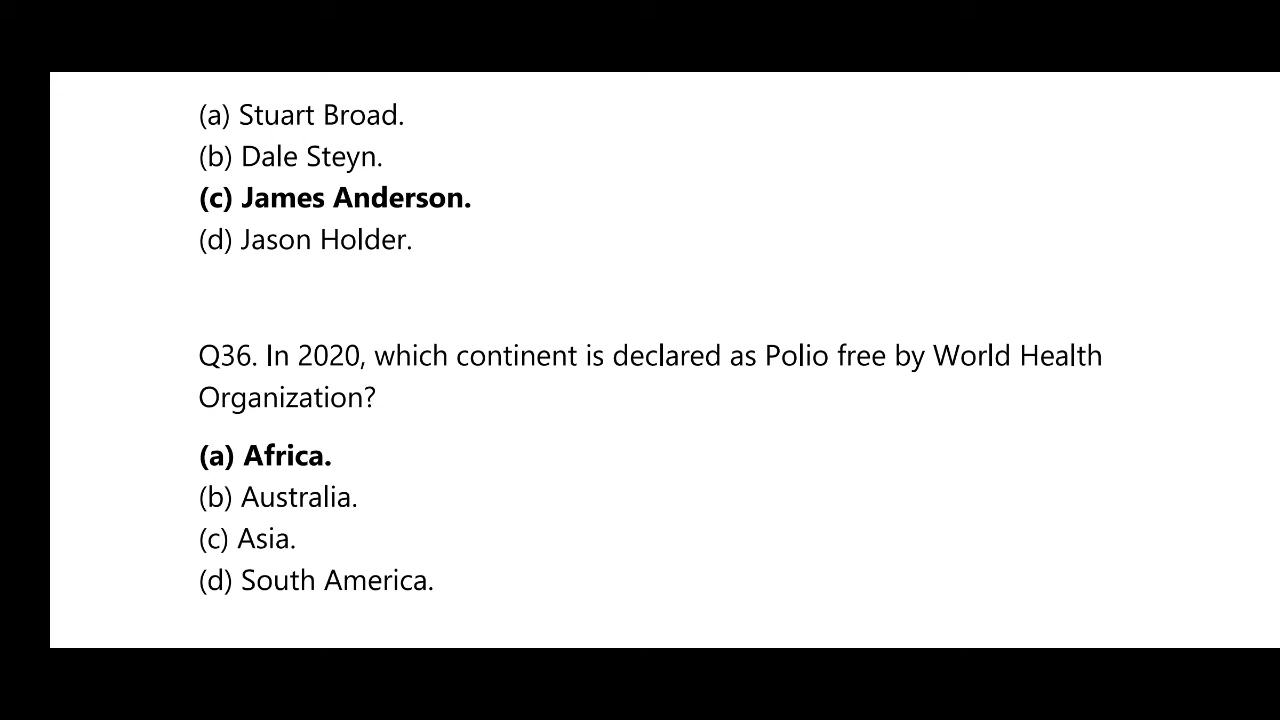 (a) Stuart Broad.
(b) Dale Steyn.
(c) James Anderson.
(d) Jason Holder.
Q36. In 2020, which continent is declared as Polio free by World Health
Organization?
(a) Africa.
(b) Australia.
(c) Asia.
(d) South America.